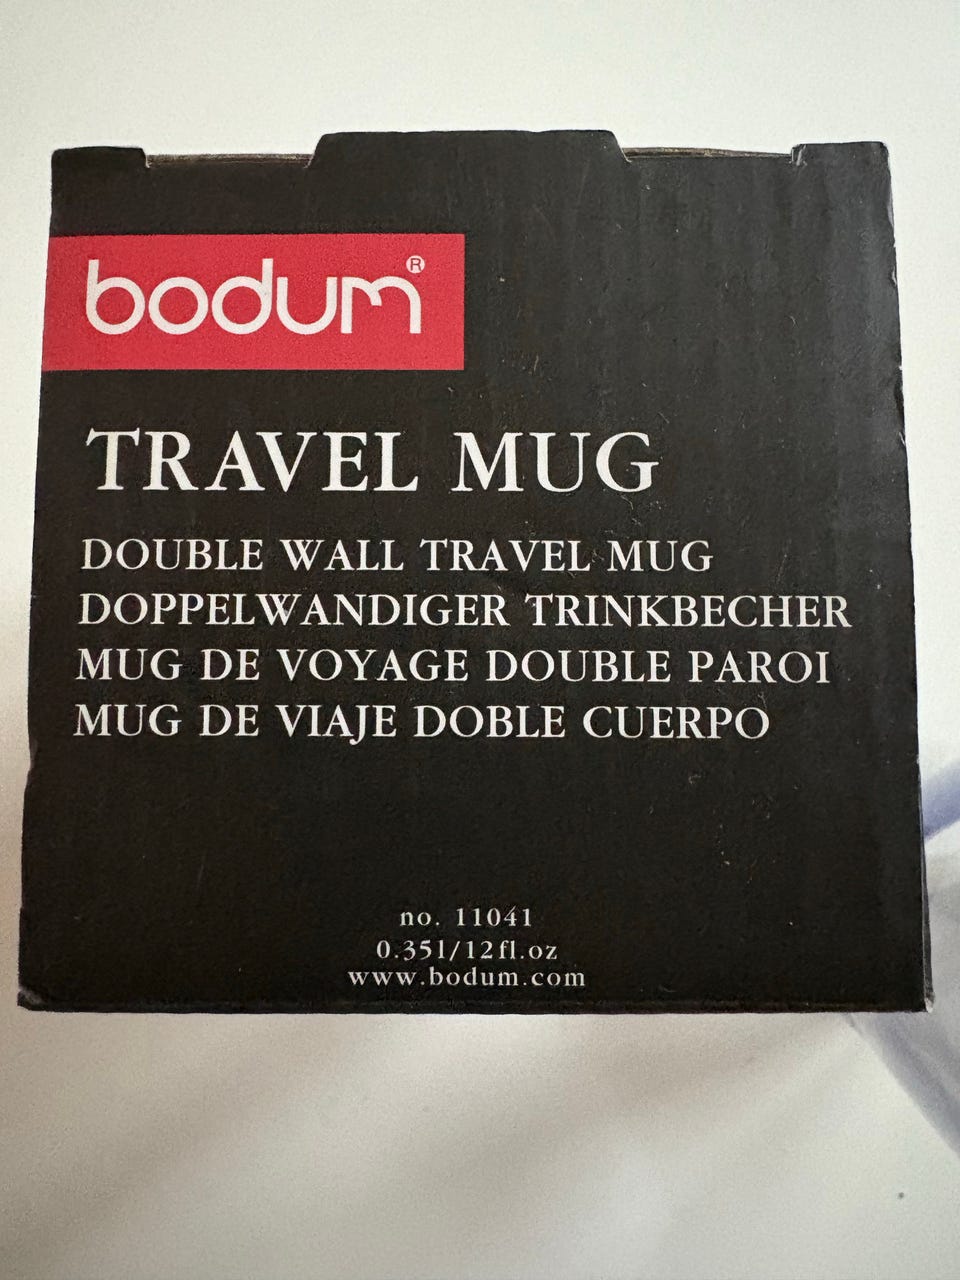 bodum®
TRAVEL MUG
DOUBLE WALL TRAVEL MUG
DOPPELWANDIGER TRINKBECHER
MUG DE VOYAGE DOUBLE PAROI
MUG DE VIAJE DOBLE CUERPO
no. 11041
0.35l/12fl.oz
www.bodum.com